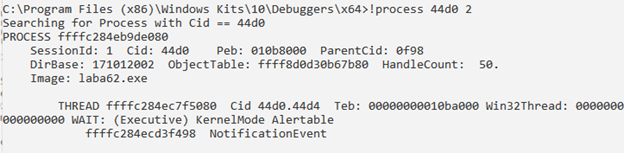 C:\Program Files (x86)\Windows Kits\10\Debuggers\x64>!process 44d0 2
Searching for Process with Cid == 44d0
PROCESS ffffc284eb9de080
SessionId: 1 Cid: 44d0 Peb: 010b8000 ParentCid: 0f98
DirBase: 171012002 ObjectTable: ffff8d0d30b67b80 HandleCount: 50.
Image: laba62.exe
THREAD ffffc284ec7f5080 Cid 44d0.44d4 Teb: 00000000010ba000 Win32Thread: 0000000
000000000 WAIT: (Executive) KernelMode Alertable
ffffc284ecd3f498 NotificationEvent